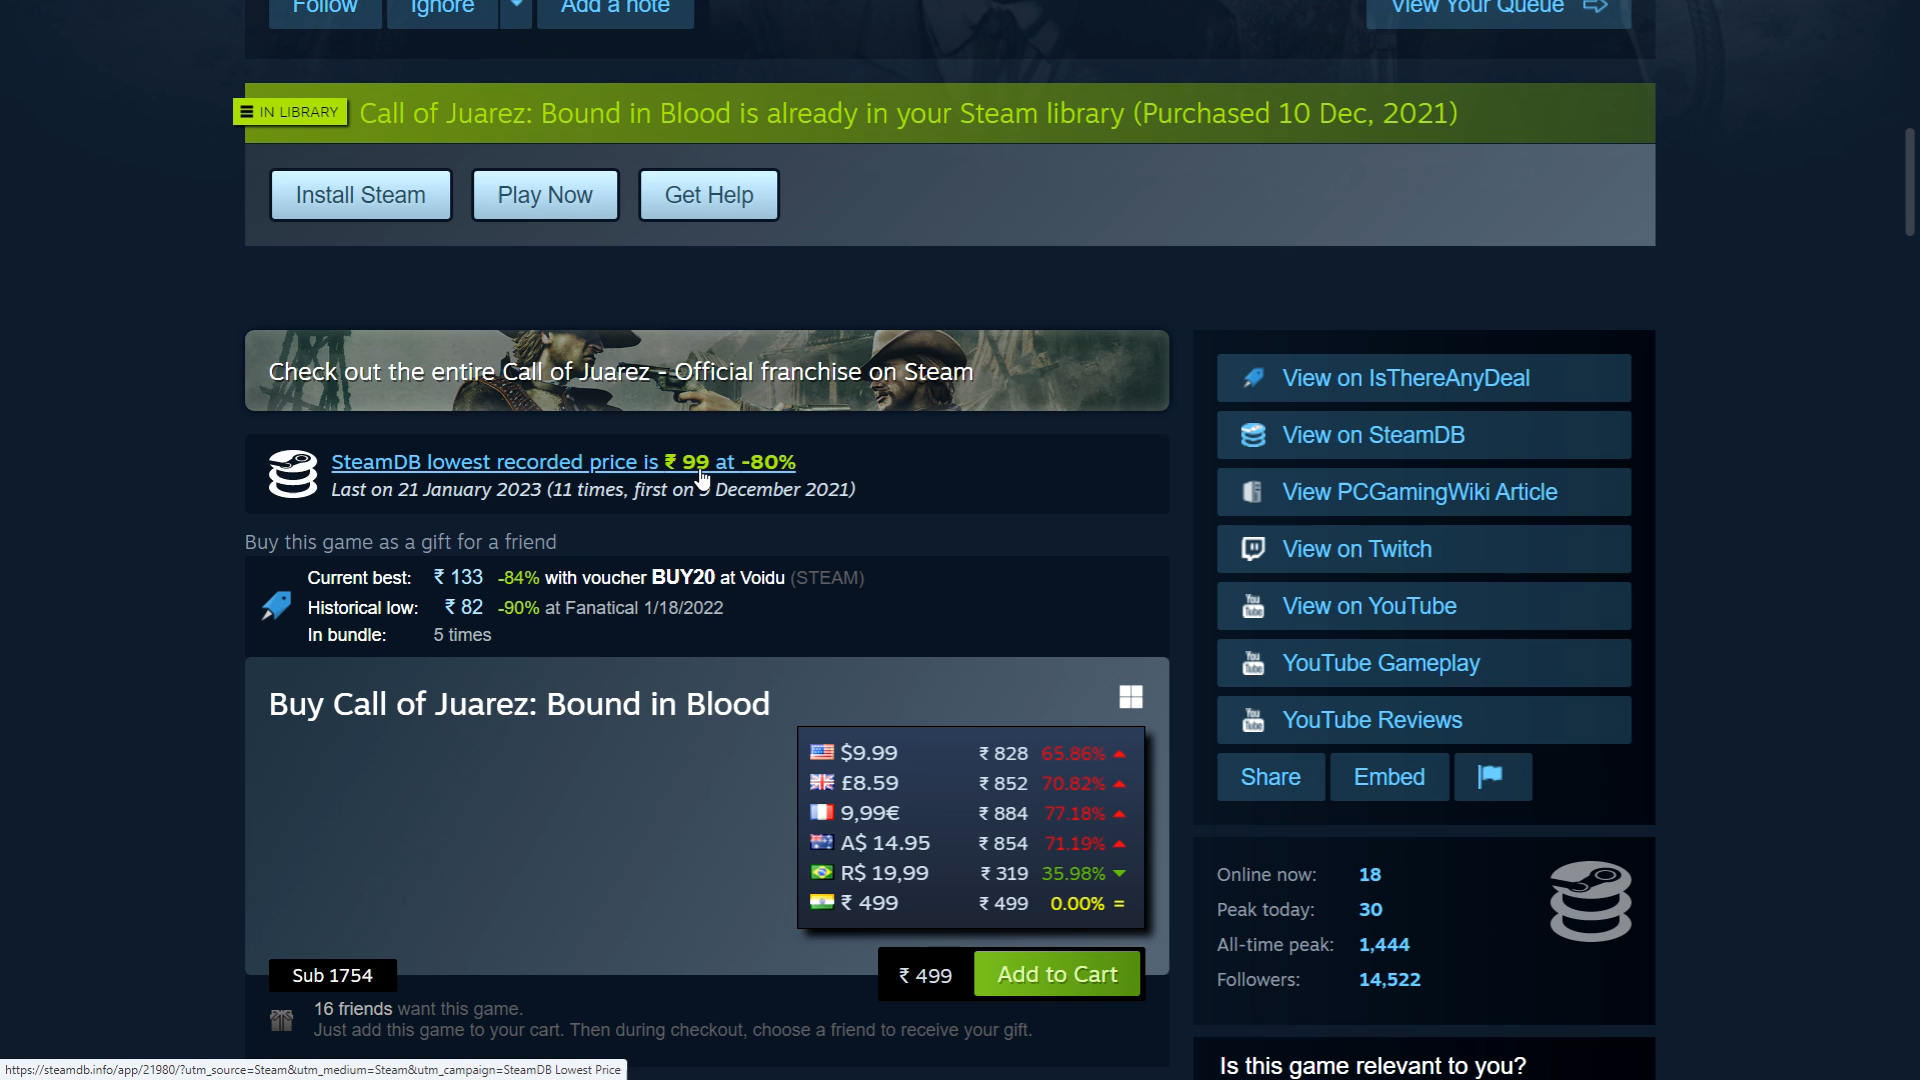 Follow
Ignore
Add a note
View Your Queue
IN LIBRARY
Call of Juarez: Bound in Blood is already in your Steam library (Purchased 10 Dec, 2021)
Install Steam
Play Now
Get Help
Check out the entire Call of Juarez - Official franchise on Steam
SteamDB lowest recorded price is ₹ 99 at -80%
Last on 21 January 2023 (11 times, first on 9 December 2021)
Buy this game as a gift for a friend
Current best: ₹ 133 -84% with voucher BUY20 at Voidu (STEAM)
Historical low: ₹ 82 -90% at Fanatical 1/18/2022
In bundle: 5 times
Buy Call of Juarez: Bound in Blood
$9.99 ₹ 828 65.86%
£8.59 ₹ 852 70.82%
9,99€ ₹ 884 77.18%
A$ 14.95 ₹ 854 71.19%
R$ 19,99 ₹ 319 35.98%
₹ 499 ₹ 499 0.00% =
Sub 1754
₹ 499
Add to Cart
16 friends want this game.
Just add this game to your cart. Then during checkout, choose a friend to receive your gift.
View on IsThereAnyDeal
View on SteamDB
View PCGamingWiki Article
View on Twitch
You Tube View on YouTube
You Tube YouTube Gameplay
You Tube YouTube Reviews
Share
Embed
Online now: 18
Peak today: 30
All-time peak: 1,444
Followers: 14,522
Is this game relevant to you?
https://steamdb.info/app/21980/?utm_source=Steam&utm_medium=Steam&utm_campaign=SteamDB Lowest Price